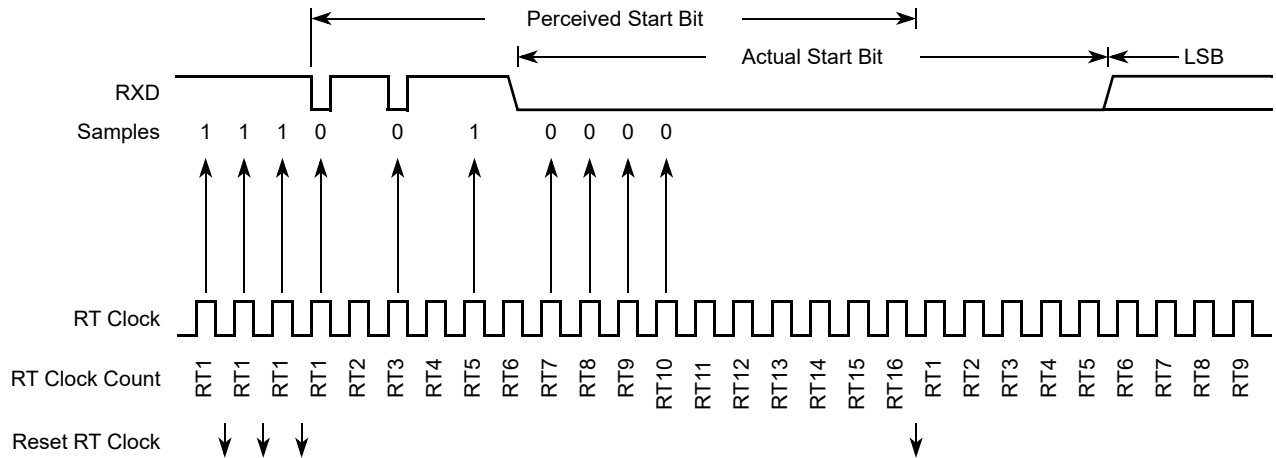 Perceived Start Bit
Actual Start Bit
LSB
RXD
Samples 1 1 1 0 0 1 0 0 0 0
RT Clock
RT Clock Count RT1 RT1 RT1 RT1 RT2 RT3 RT4 RT5 RT6 RT7 RT8 RT9 RT10 RT11 RT12 RT13 RT14 RT15 RT16 RT1 RT2 RT3 RT4 RT5 RT6 RT7 RT8 RT9
Reset RT Clock